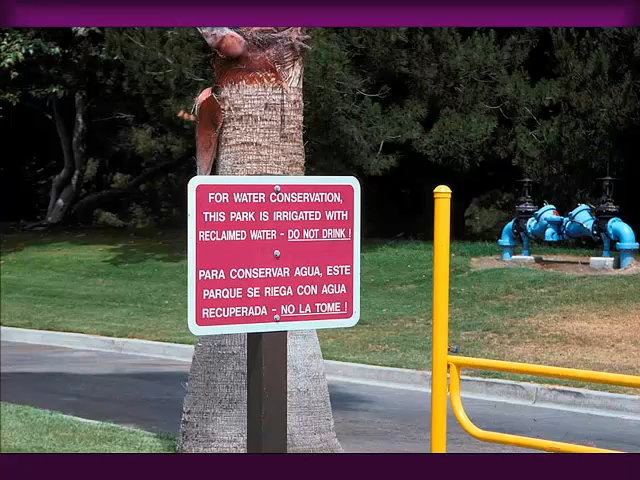 FOR WATER CONSERVATION,
THIS PARK IS IRRIGATED WITH
RECLAIMED WATER - DO NOT DRINK !
PARA CONSERVAR AGUA, ESTE
PARQUE SE RIEGA CON AGUA
RECUPERADA - NO LA TOME !